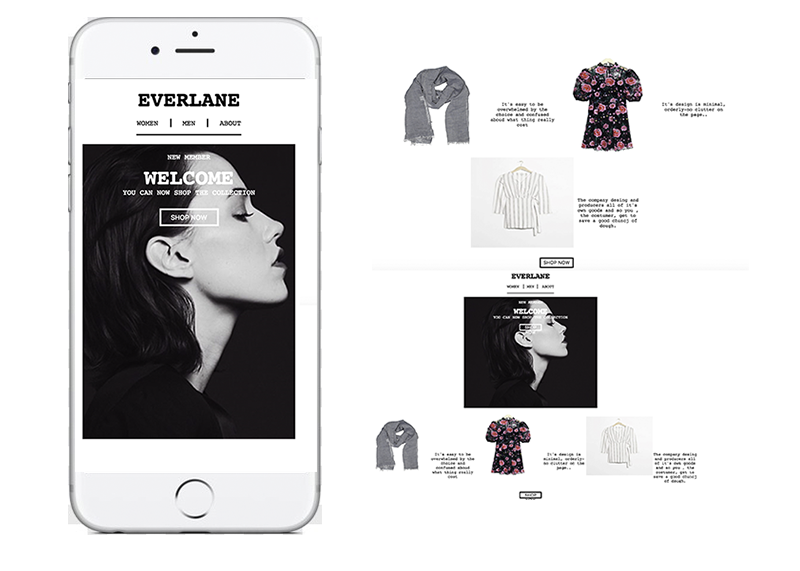 EVERLANE
WOMEN | MEN | ABOUT
NEW MEMBER
WELCOME
YOU CAN NOW SHOP THE COLLECTION
SHOP NOW
It's easy to be
overwhelmed by the
choice and confused
about what thing really
cost
It's design is minimal,
orderly-no clutter on
the page..
The company desing and
producers all of it's
own goods and so you ,
the costumer, get to
save a good chuncj of
dough.
SHOP NOW
EVERLANE
WOMEN | MEN | ABOUT
NEW MEMBER
WELCOME
YOU CAN NOW SHOP THE COLLECTION
It's easy to be
overwhelmed by the
choice and
confused about
what thing really
cost
It's design is
minimal, orderly-
no clutter on the
page..
The company desing
and producers all
of it's own goods
and so you , the
costumer, get to
save a good chuncj
of dough.
SHOP